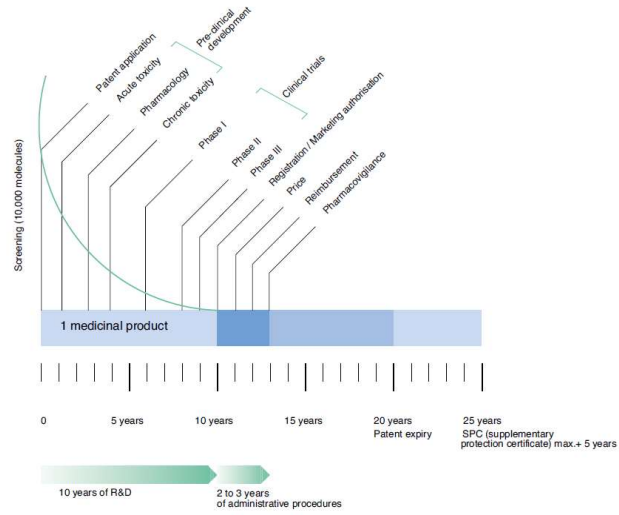 Pre-clinical
development
Patent application
Acute toxicity
Pharmacology
Chronic toxicity
Clinical trials
Phase I
Phase II
Phase III
Registration / Marketing authorisation
Price
Reimbursement
Pharmacovigilance
Screening (10,000 molecules)
1 medicinal product
0
5 years
10 years
15 years
20 years
Patent expiry
25 years
SPC (supplementary
protection certificate) max.+ 5 years
10 years of R&D
2 to 3 years
of administrative procedures